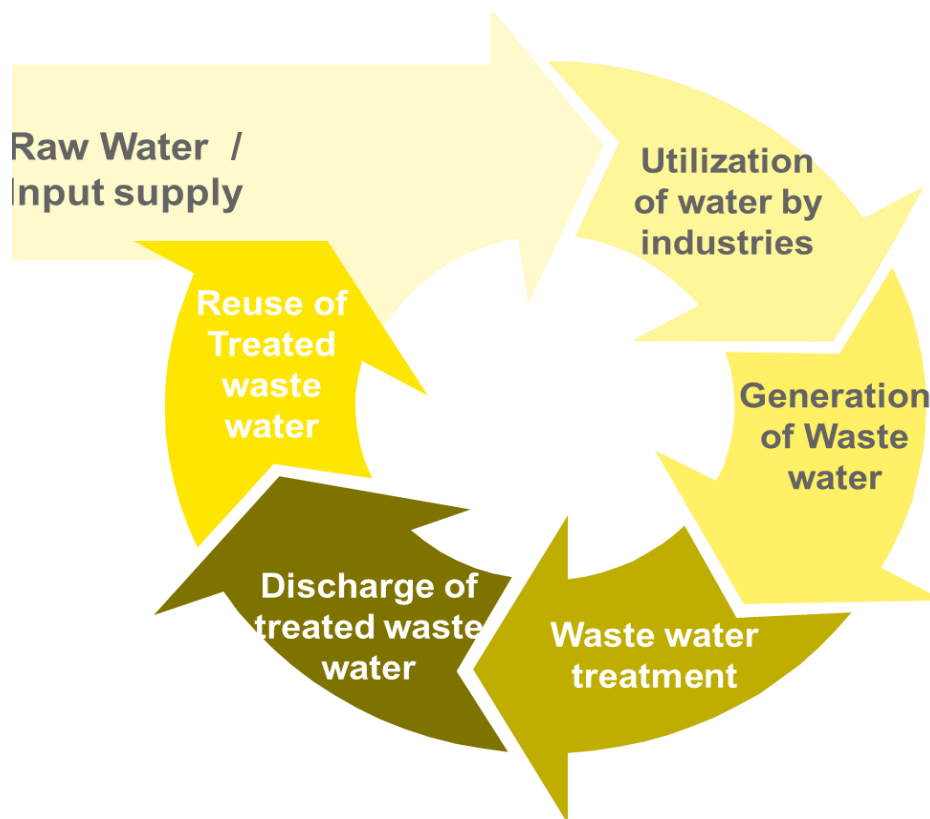 Raw Water /
Input supply
Utilization
of water by
industries
Generation
of Waste
water
Waste water
treatment
Discharge of
treated waste
water
Reuse of
Treated
waste
water